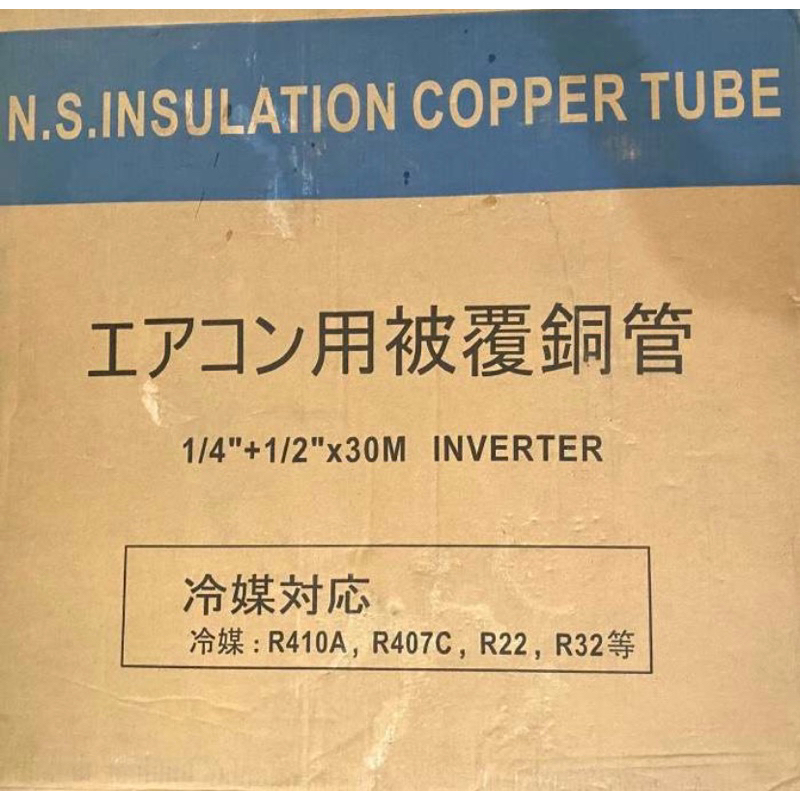 N.S.INSULATION COPPER TUBE
エアコン用被覆銅管
1/4"+1/2"x30M INVERTER
冷媒対応
冷媒:R410A, R407C, R22, R32等